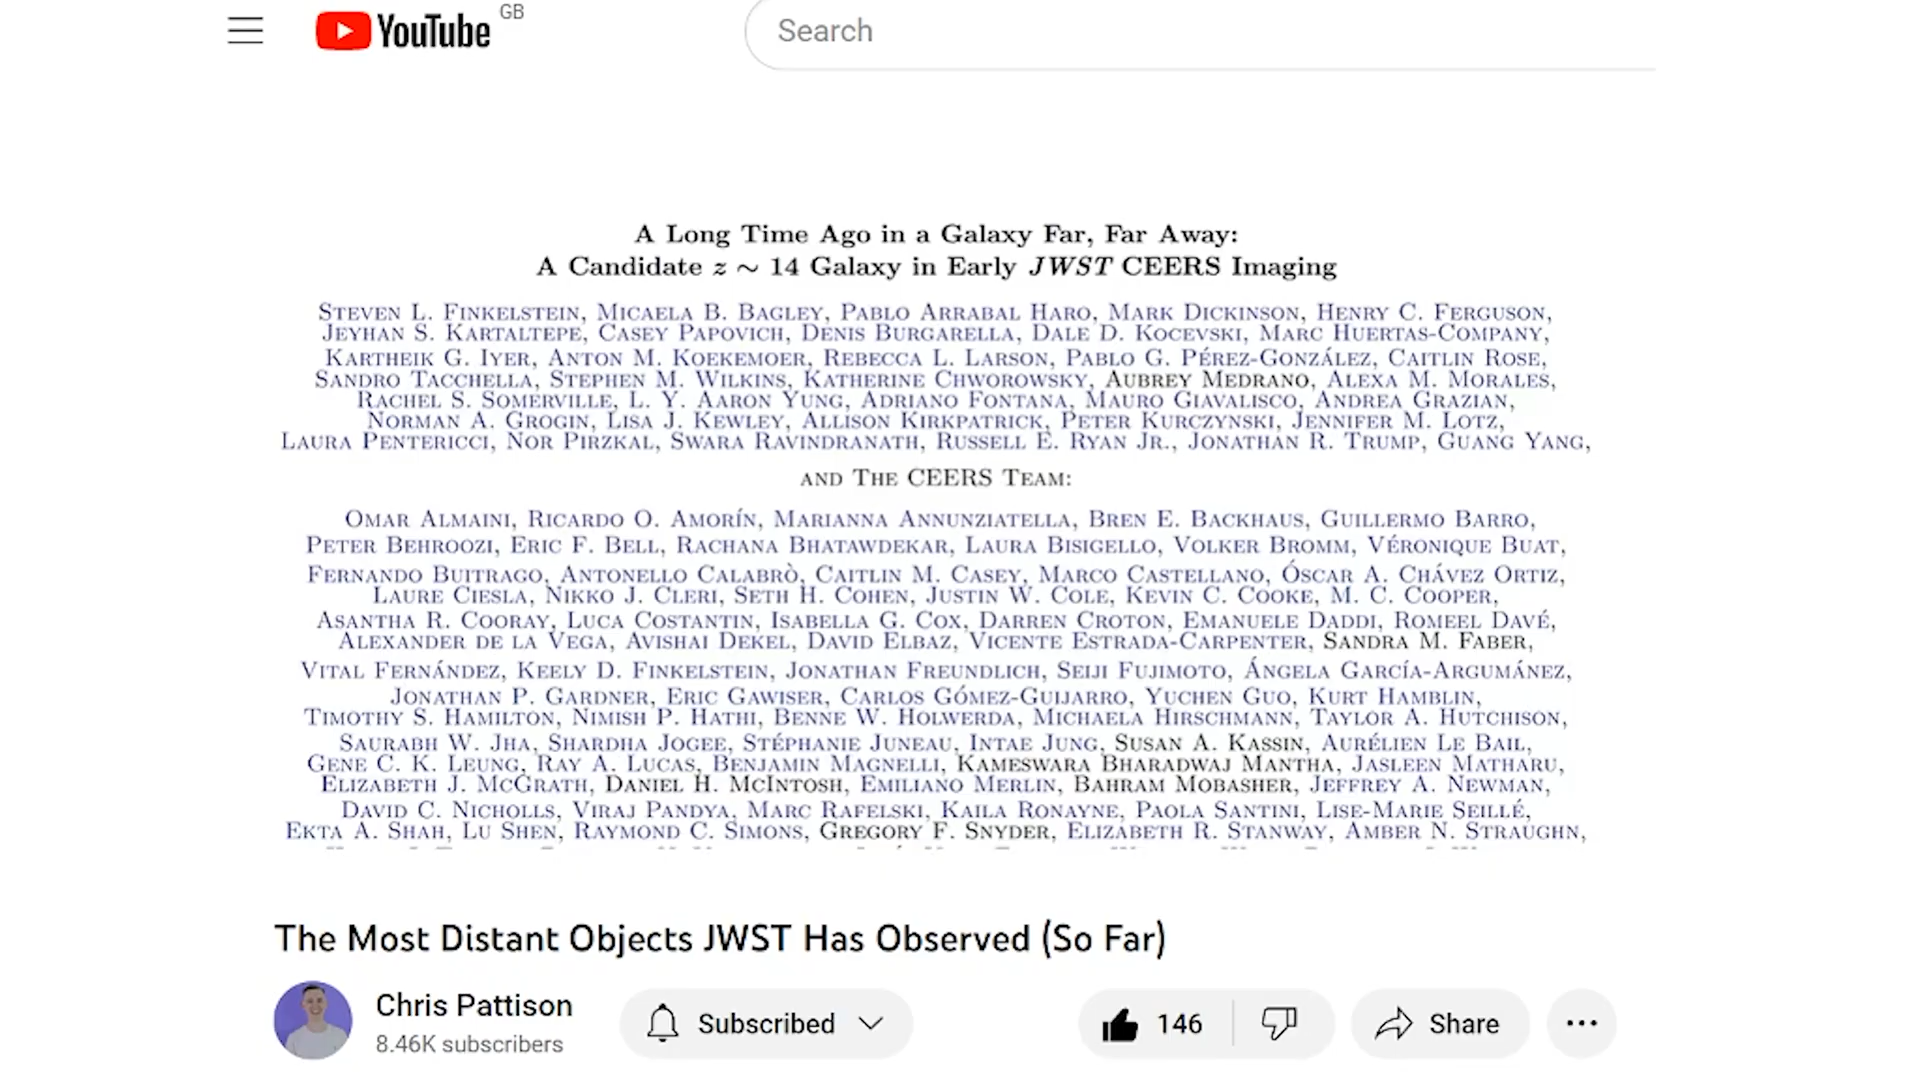 YouTube GB
Search
A Long Time Ago in a Galaxy Far, Far Away:
A Candidate z ∼ 14 Galaxy in Early JWST CEERS Imaging
Steven L. Finkelstein, Micaela B. Bagley, Pablo Arrabal Haro, Mark Dickinson, Henry C. Ferguson,
Jeyhan S. Kartaltepe, Casey Papovich, Denis Burgarella, Dale D. Kocevski, Marc Huertas-Company,
Kartheik G. Iyer, Anton M. Koekemoer, Rebecca L. Larson, Pablo G. Pérez-González, Caitlin Rose,
Sandro Tacchella, Stephen M. Wilkins, Katherine Chworowsky, Aubrey Medrano, Alexa M. Morales,
Rachel S. Somerville, L. Y. Aaron Yung, Adriano Fontana, Mauro Giavalisco, Andrea Grazian,
Norman A. Grogin, Lisa J. Kewley, Allison Kirkpatrick, Peter Kurczynski, Jennifer M. Lotz,
Laura Pentericci, Nor Pirzkal, Swara Ravindranath, Russell E. Ryan Jr., Jonathan R. Trump, Guang Yang,
and The CEERS Team:
Omar Almaini, Ricardo O. Amorín, Marianna Annunziatella, Bren E. Backhaus, Guillermo Barro,
Peter Behroozi, Eric F. Bell, Rachana Bhatawdekar, Laura Bisigello, Volker Bromm, Véronique Buat,
Fernando Buitrago, Antonello Calabrò, Caitlin M. Casey, Marco Castellano, Óscar A. Chávez Ortiz,
Laure Ciesla, Nikko J. Cleri, Seth H. Cohen, Justin W. Cole, Kevin C. Cooke, M. C. Cooper,
Asantha R. Cooray, Luca Costantin, Isabella G. Cox, Darren Croton, Emanuele Daddi, Romeel Davé,
Alexander de la Vega, Avishai Dekel, David Elbaz, Vicente Estrada-Carpenter, Sandra M. Faber,
Vital Fernández, Keely D. Finkelstein, Jonathan Freundlich, Seiji Fujimoto, Ángela García-Argumánez,
Jonathan P. Gardner, Eric Gawiser, Carlos Gómez-Guijarro, Yuchen Guo, Kurt Hamblin,
Timothy S. Hamilton, Nimish P. Hathi, Benne W. Holwerda, Michaela Hirschmann, Taylor A. Hutchison,
Saurabh W. Jha, Shardha Jogee, Stéphanie Juneau, Intae Jung, Susan A. Kassin, Aurélien Le Bail,
Gene C. K. Leung, Ray A. Lucas, Benjamin Magnelli, Kameswara Bharadwaj Mantha, Jasleen Matharu,
Elizabeth J. McGrath, Daniel H. McIntosh, Emiliano Merlin, Bahram Mobasher, Jeffrey A. Newman,
David C. Nicholls, Viraj Pandya, Marc Rafelski, Kaila Ronayne, Paola Santini, Lise-Marie Seillé,
Ekta A. Shah, Lu Shen, Raymond C. Simons, Gregory F. Snyder, Elizabeth R. Stanway, Amber N. Straughn,
The Most Distant Objects JWST Has Observed (So Far)
Chris Pattison
8.46K subscribers
Subscribed
146
Share